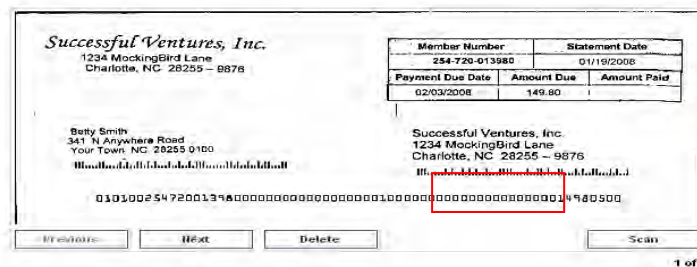 Successful Ventures, Inc.
1234 MockingBird Lane
Charlotte, NC 28255 – 9876
Member Number Statement Date
254-720-013980 01/19/2008
Payment Due Date Amount Due Amount Paid
02/03/2008 149.80
Betty Smith
341 N Anywhere Road
Your Town NC 28255 0100
Successful Ventures, Inc.
1234 MockingBird Lane
Charlotte, NC 28255 – 9876
Previous Next Delete Scan
1 of